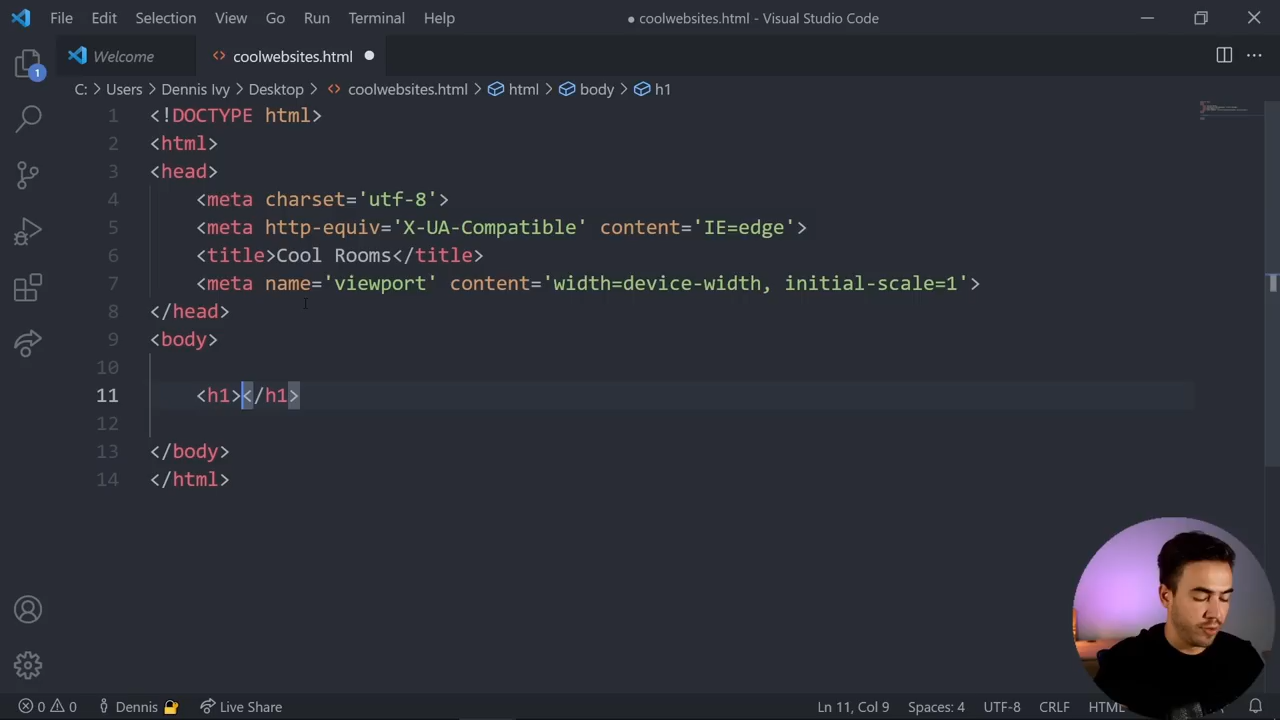 File Edit Selection View Go Run Terminal Help ● coolwebsites.html - Visual Studio Code
Welcome <> coolwebsites.html ●
1
C: > Users > Dennis Ivy > Desktop > <> coolwebsites.html > html > body > h1
1 <!DOCTYPE html>
2 <html>
3 <head>
4     <meta charset='utf-8'>
5     <meta http-equiv='X-UA-Compatible' content='IE=edge'>
6     <title>Cool Rooms</title>
7     <meta name='viewport' content='width=device-width, initial-scale=1'>
8 </head>
9 <body>
10
11     <h1></h1>
12
13 </body>
14 </html>
0 0 Dennis Live Share Ln 11, Col 9 Spaces: 4 UTF-8 CRLF HTML